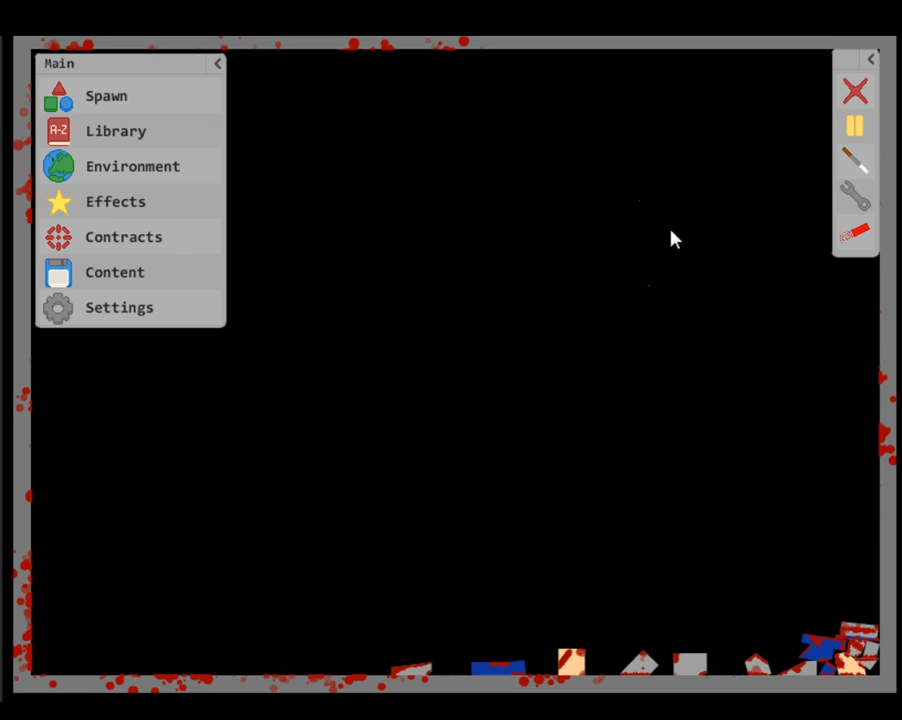 Main
Spawn
A-Z
Library
Environment
Effects
Contracts
Content
Settings